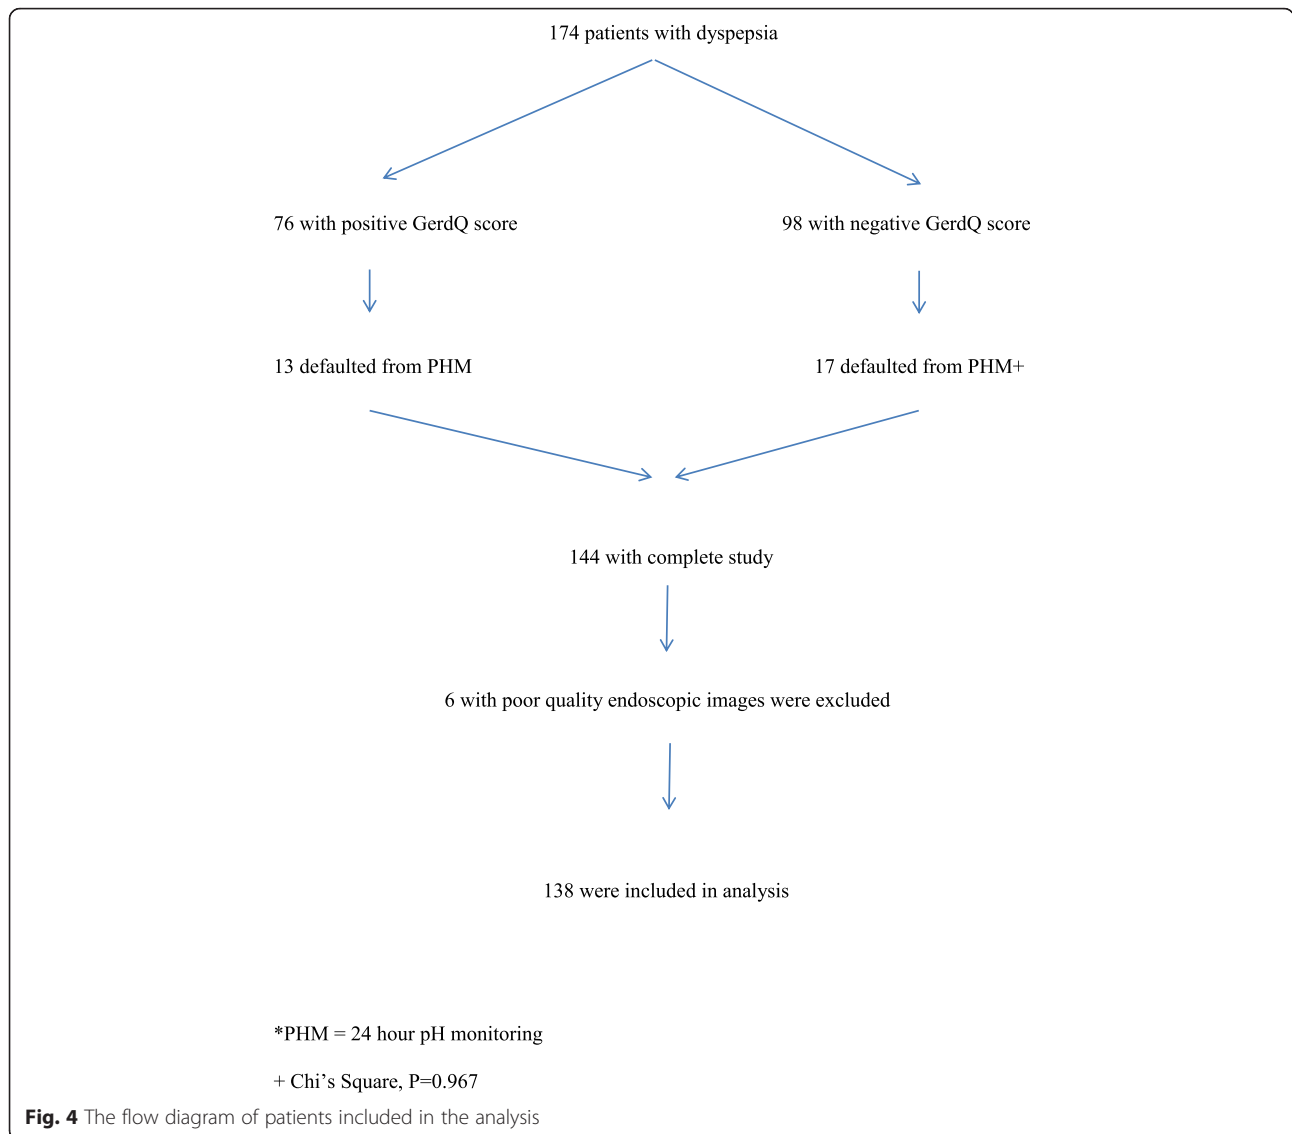 174 patients with dyspepsia
76 with positive GerdQ score
98 with negative GerdQ score
13 defaulted from PHM
17 defaulted from PHM+
144 with complete study
6 with poor quality endoscopic images were excluded
138 were included in analysis
*PHM = 24 hour pH monitoring
+ Chi’s Square, P=0.967
Fig. 4 The flow diagram of patients included in the analysis